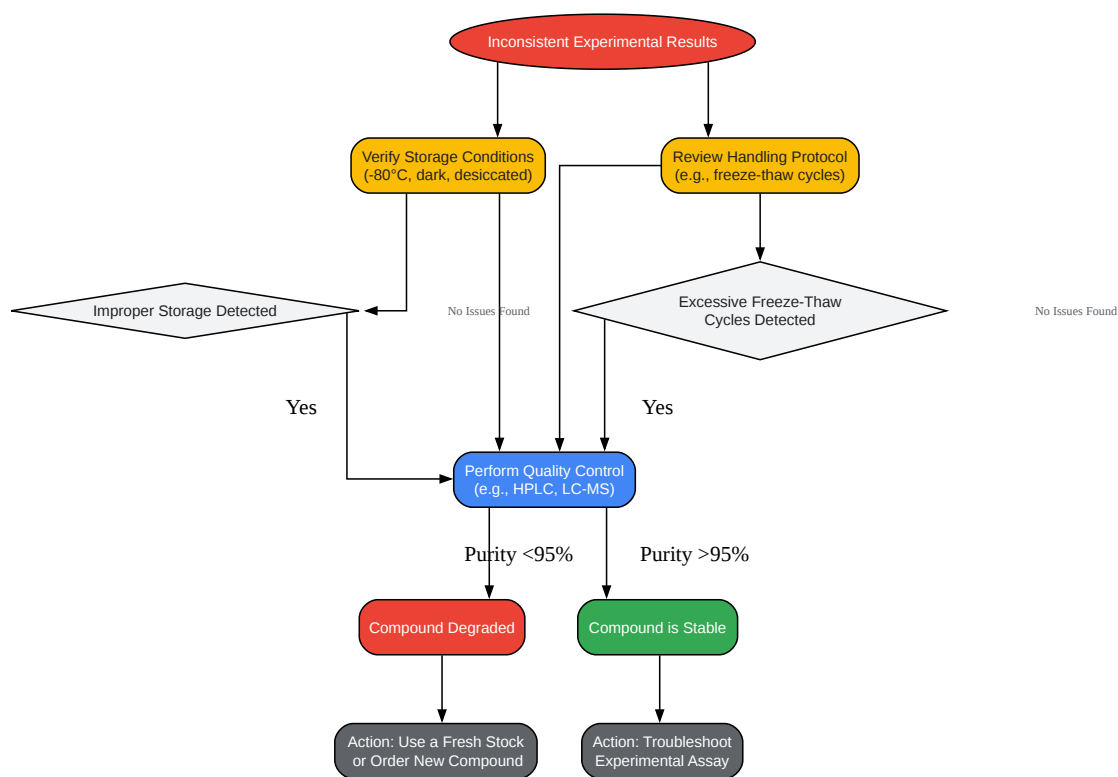 Inconsistent Experimental Results
Verify Storage Conditions
(-80°C, dark, desiccated)
Review Handling Protocol
(e.g., freeze-thaw cycles)
Improper Storage Detected
No Issues Found
Excessive Freeze-Thaw
Cycles Detected
No Issues Found
Yes
Yes
Perform Quality Control
(e.g., HPLC, LC-MS)
Purity <95%
Purity >95%
Compound Degraded
Compound is Stable
Action: Use a Fresh Stock
or Order New Compound
Action: Troubleshoot
Experimental Assay